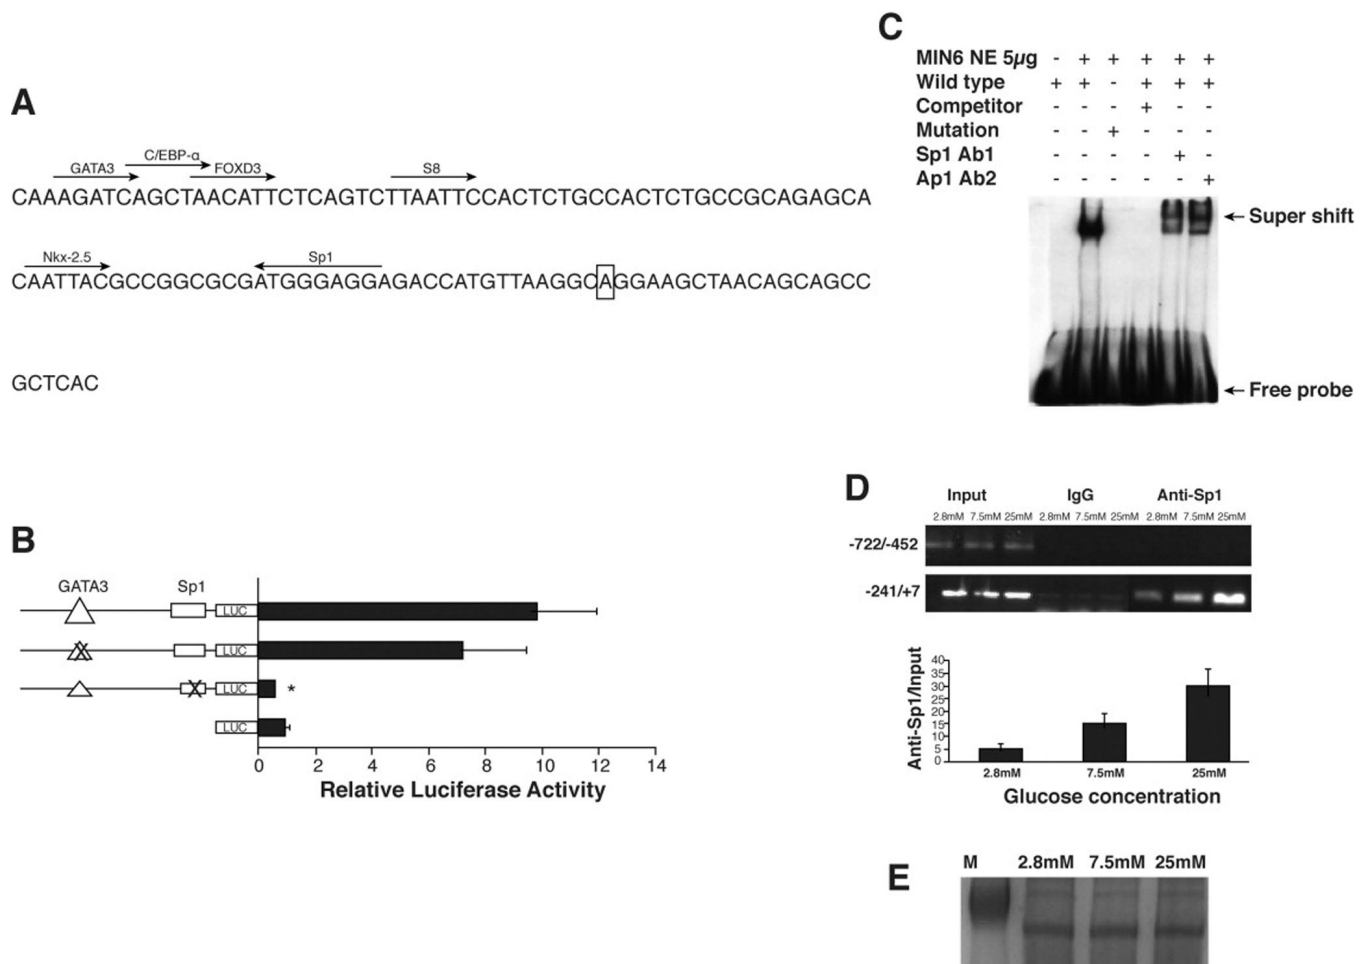 A
C/EBP-α
GATA3 FOXD3 S8
CAAAGATCAGCTAACATTCTCAGTCTTAATTCCACTCTGCCACTCTGCCGCAGAGCA
Nkx-2.5 Sp1
CAATTACGCCGGCGCGATGGGAGGAGACCATGTTAAGGCAGGAAGCTAACAGCAGCC
GCTCAC
B
GATA3 Sp1
LUC
LUC
LUC *
LUC
0 2 4 6 8 10 12 14
Relative Luciferase Activity
C
MIN6 NE 5µg - + + + + +
Wild type + + - + + +
Competitor - - - + - -
Mutation - - + - - -
Sp1 Ab1 - - - - + -
Ap1 Ab2 - - - - - +
Super shift
Free probe
D
Input IgG Anti-Sp1
2.8mM 7.5mM 25mM 2.8mM 7.5mM 25mM 2.8mM 7.5mM 25mM
-722/-452
-241/+7
Anti-Sp1/Input
40
35
30
25
20
15
10
5
0
2.8mM 7.5mM 25mM
Glucose concentration
E
M 2.8mM 7.5mM 25mM